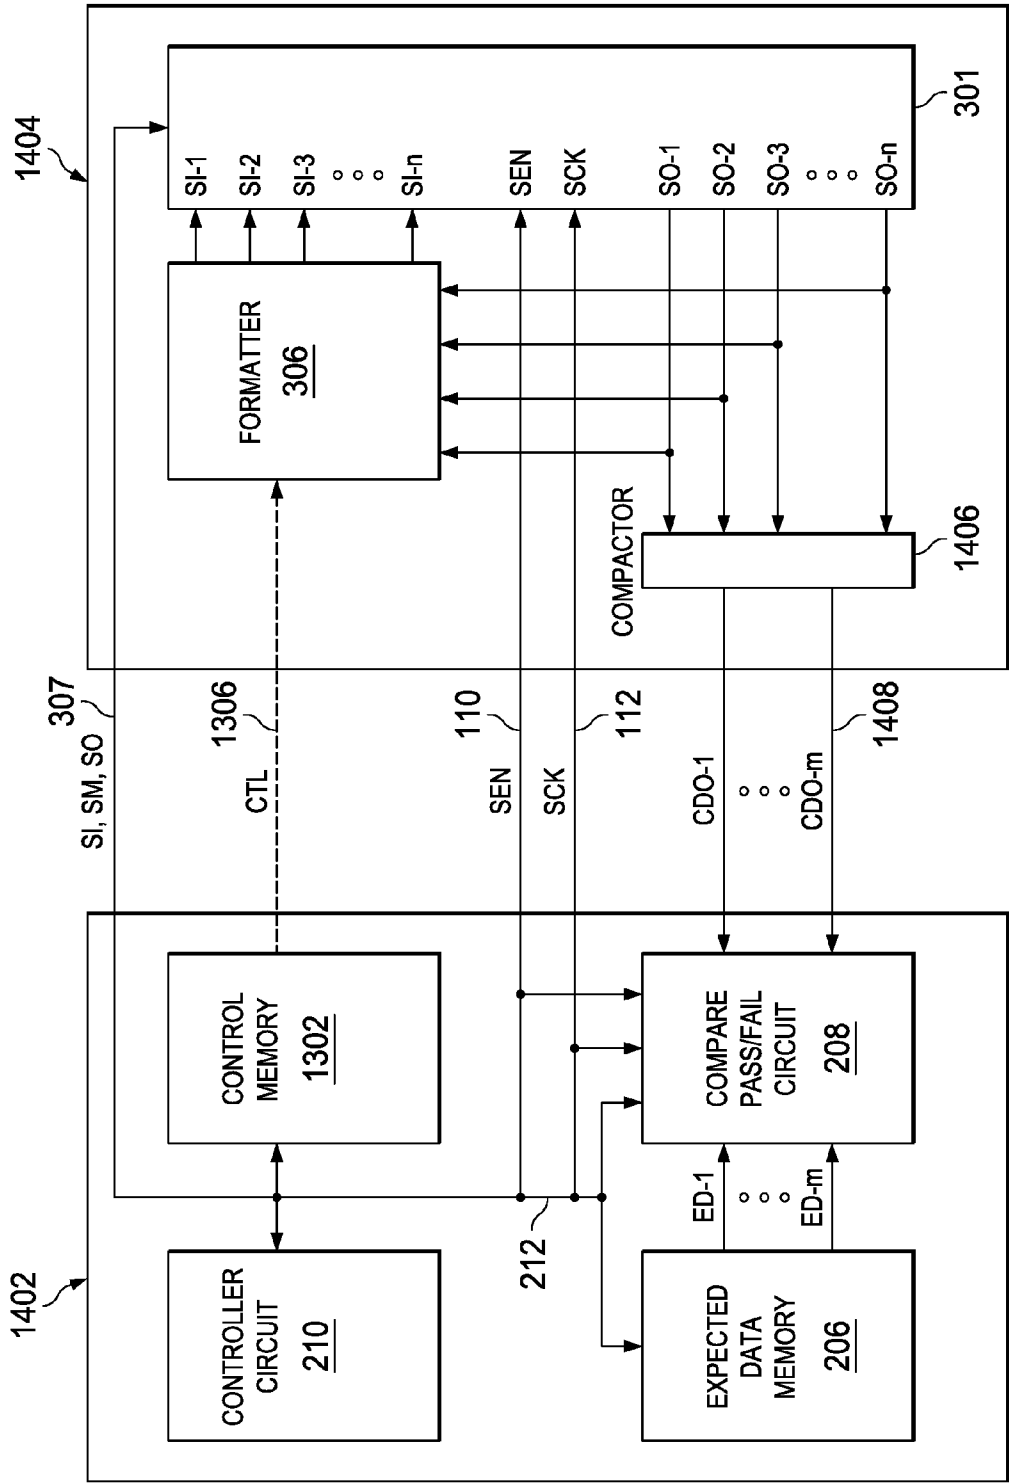 1402
CONTROLLER
CIRCUIT
210
CONTROL
MEMORY
1302
212
EXPECTED
DATA
MEMORY
206
ED-1
ED-m
COMPARE
PASS/FAIL
CIRCUIT
208
SI, SM, SO
307
CTL
1306
SEN
110
SCK
112
CDO-1
CDO-m
1408
1404
FORMATTER
306
COMPACTOR
1406
SI-1
SI-2
SI-3
SI-n
SEN
SCK
SO-1
SO-2
SO-3
SO-n
301